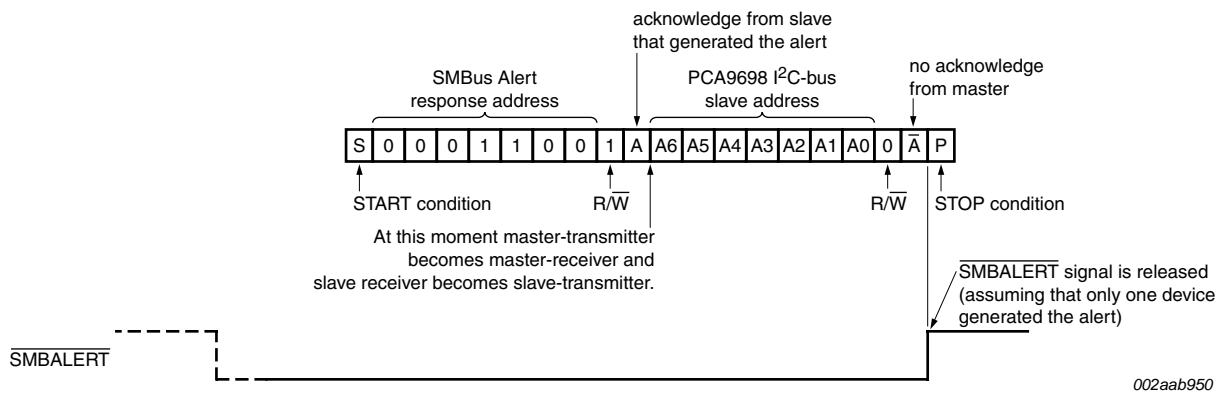 acknowledge from slave
that generated the alert
SMBus Alert
response address
PCA9698 I²C-bus
slave address
no acknowledge
from master
S 0 0 0 1 1 0 0 1 A A6 A5 A4 A3 A2 A1 A0 0 A̅ P
START condition
R/W̅
R/W̅
STOP condition
At this moment master-transmitter
becomes master-receiver and
slave receiver becomes slave-transmitter.
S̅M̅B̅A̅L̅E̅R̅T̅ signal is released
(assuming that only one device
generated the alert)
S̅M̅B̅A̅L̅E̅R̅T̅
002aab950